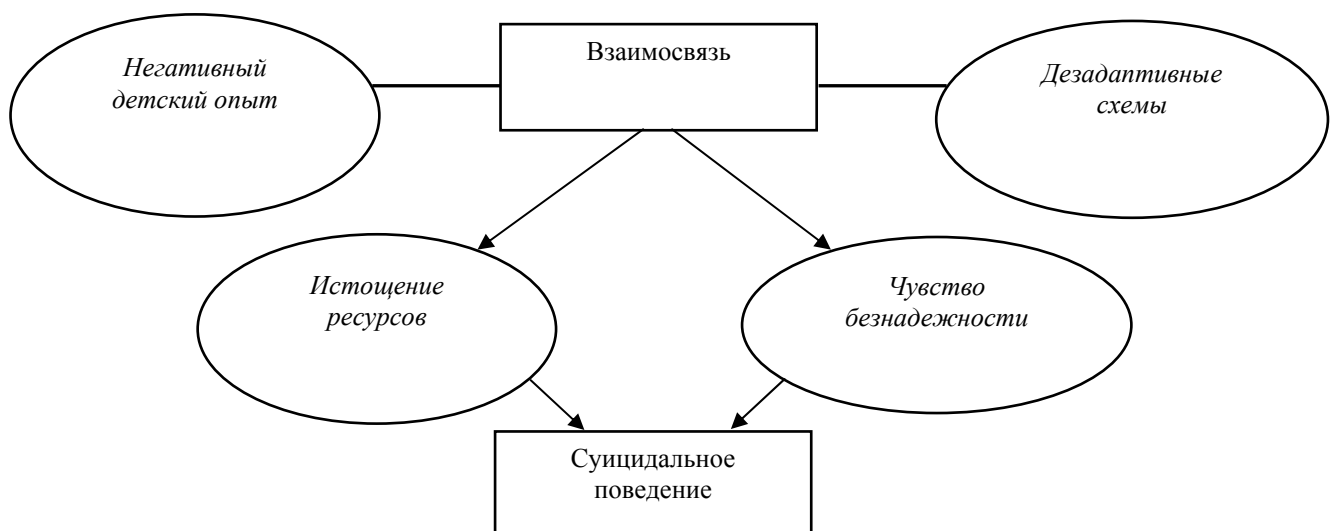 Взаимосвязь
Негативный
детский опыт
Дезадаптивные
схемы
Истощение
ресурсов
Чувство
безнадежности
Суицидальное
поведение